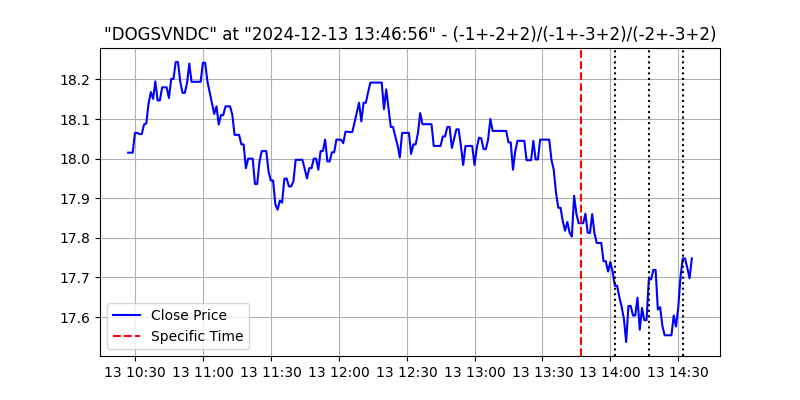 "DOGSVNDC" at "2024-12-13 13:46:56" - (-1+-2+2)/(-1+-3+2)/(-2+-3+2)
18.2
18.1
18.0
17.9
17.8
17.7
17.6
Close Price
Specific Time
13 10:30 13 11:00 13 11:30 13 12:00 13 12:30 13 13:00 13 13:30 13 14:00 13 14:30